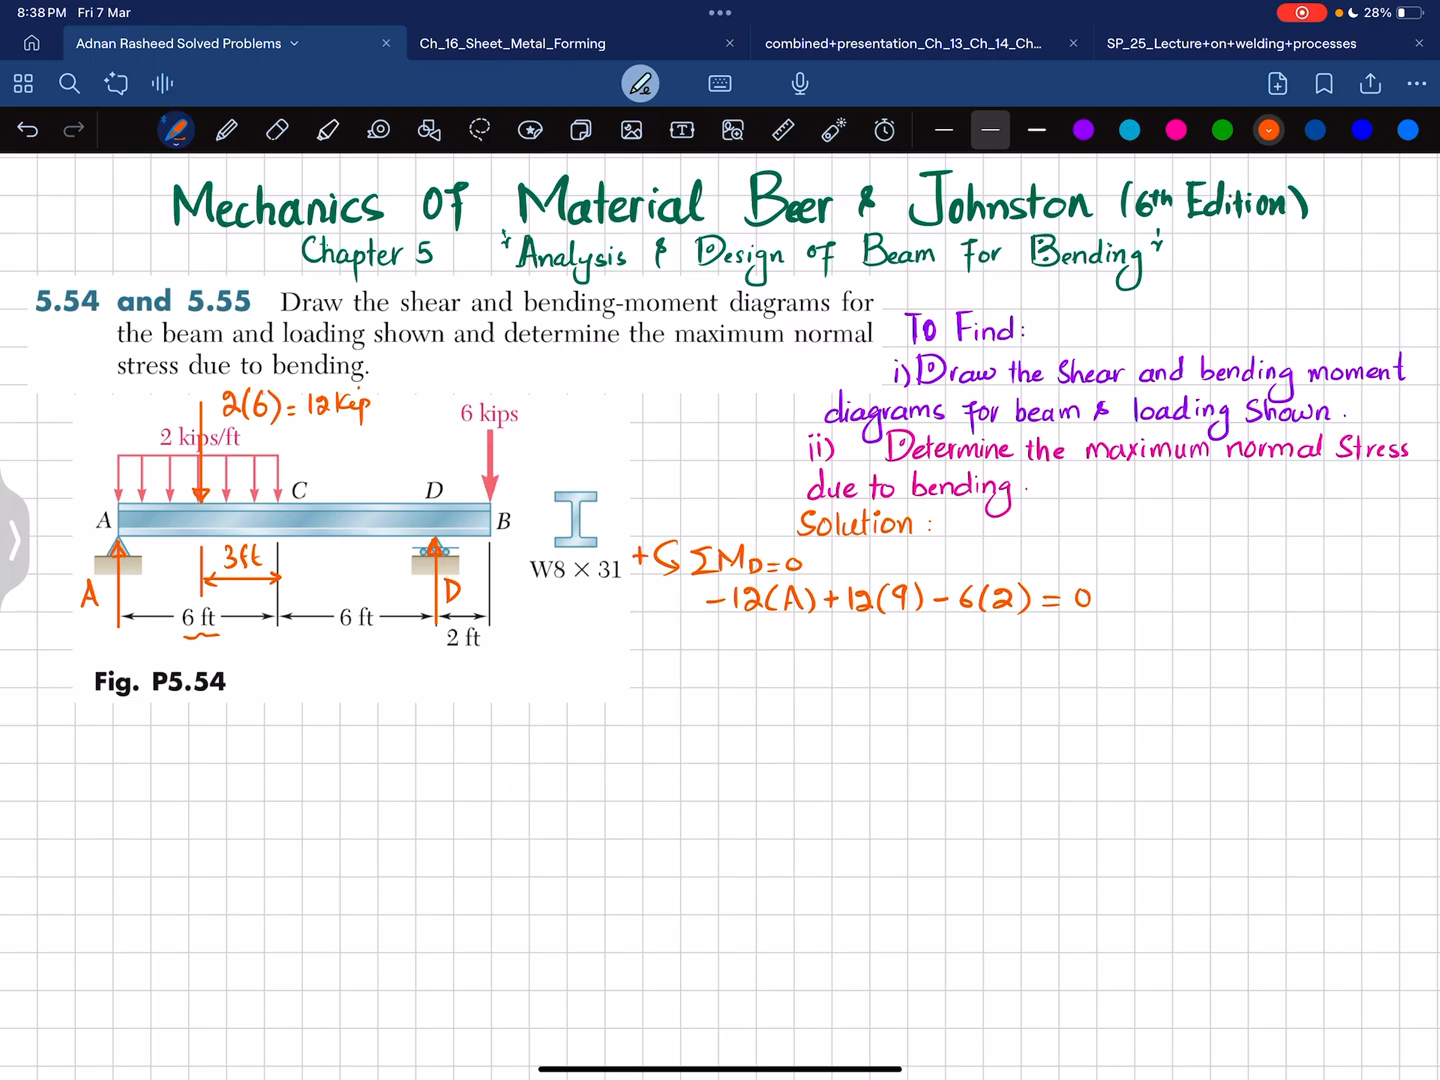 8:38 PM Fri 7 Mar
28%
Adnan Rasheed Solved Problems
Ch_16_Sheet_Metal_Forming
combined+presentation_Ch_13_Ch_14_Ch...
SP_25_Lecture+on+welding+processes
Mechanics Of Material Beer & Johnston (6th Edition)
Chapter 5 "Analysis & Design of Beam For Bending"
5.54 and 5.55 Draw the shear and bending-moment diagrams for
the beam and loading shown and determine the maximum normal
stress due to bending.
To Find:
i) Draw the Shear and bending moment
diagrams for beam & loading Shown.
ii) Determine the maximum normal Stress
due to bending.
Solution:
2(6) = 12 Kip
2 kips/ft
6 kips
C
D
A
B
W8 × 31
3ft
A
D
6 ft
6 ft
2 ft
+ ΣM_D = 0
-12(A) + 12(9) - 6(2) = 0
Fig. P5.54